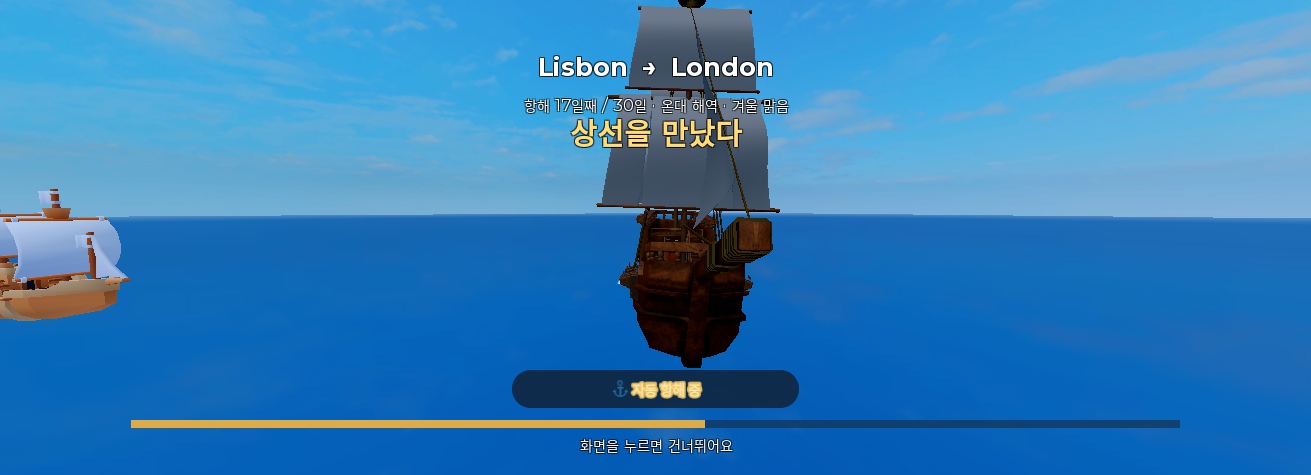 Lisbon → London
항해 17일째 / 30일 · 온대 해역 · 겨울 맑음
상선을 만났다
⚓ 자동 항해 중
화면을 누르면 건너뛰어요